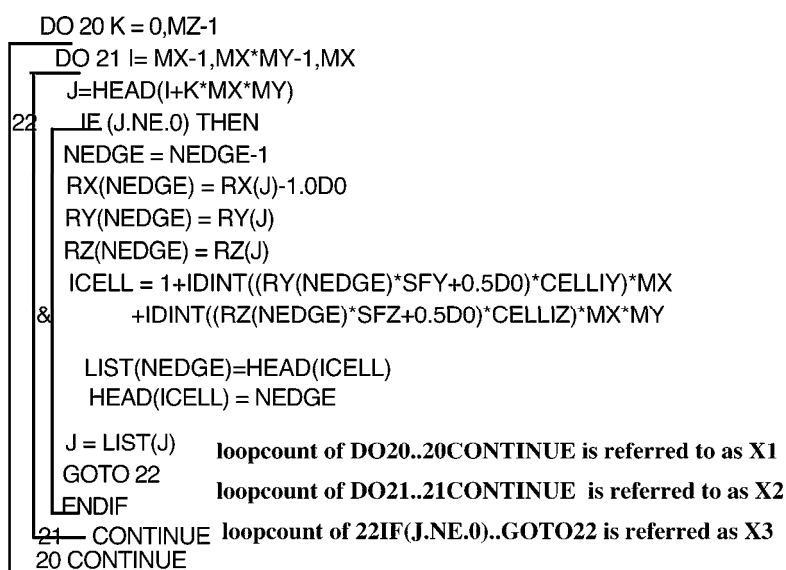 DO 20 K = 0,MZ-1
DO 21 I= MX-1,MX*MY-1,MX
J=HEAD(I+K*MX*MY)
22 IF (J.NE.0) THEN
NEDGE = NEDGE-1
RX(NEDGE) = RX(J)-1.0D0
RY(NEDGE) = RY(J)
RZ(NEDGE) = RZ(J)
ICELL = 1+IDINT((RY(NEDGE)*SFY+0.5D0)*CELLIY)*MX
& +IDINT((RZ(NEDGE)*SFZ+0.5D0)*CELLIZ)*MX*MY
LIST(NEDGE)=HEAD(ICELL)
HEAD(ICELL) = NEDGE
J = LIST(J) loopcount of DO20..20CONTINUE is referred to as X1
GOTO 22
loopcount of DO21..21CONTINUE is referred to as X2
ENDIF
21 CONTINUE loopcount of 22IF(J.NE.0)..GOTO22 is referred as X3
20 CONTINUE